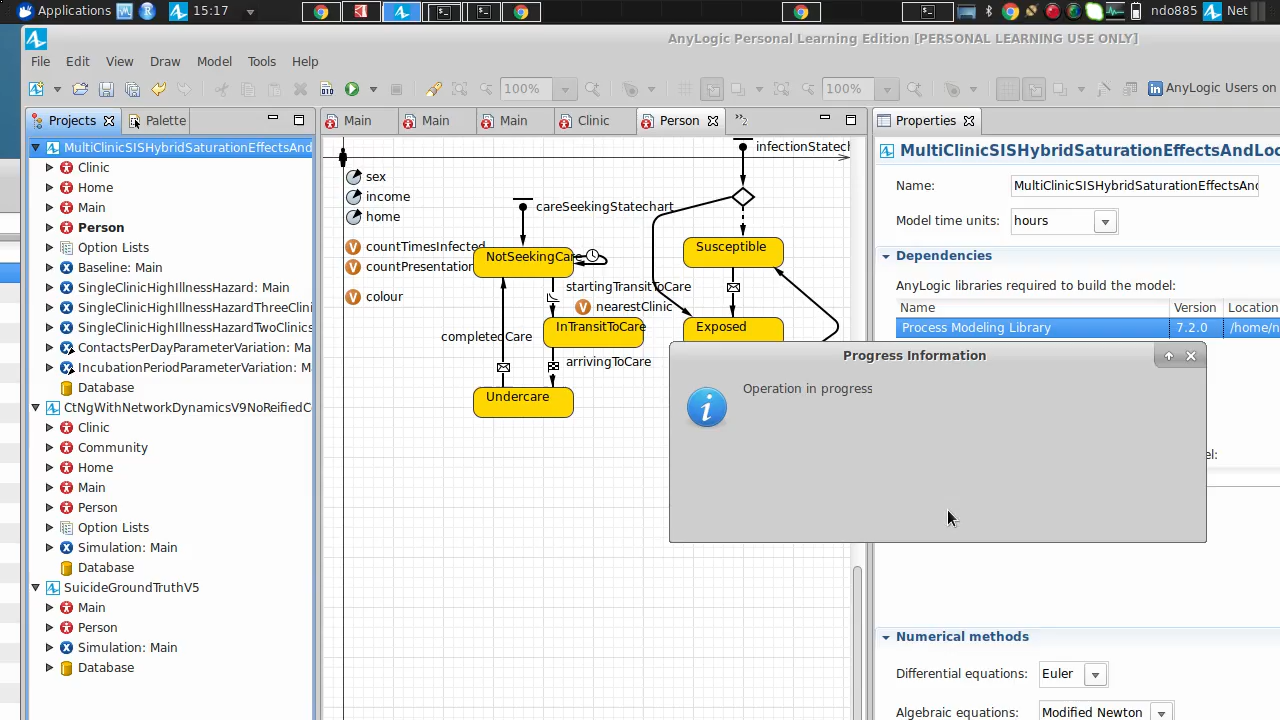 Applications
15:17
ndo885
Net
AnyLogic Personal Learning Edition [PERSONAL LEARNING USE ONLY]
File Edit View Draw Model Tools Help
100%
100%
AnyLogic Users on
Projects
Palette
Main
Main
Main
Clinic
Person
»2
Properties
MultiClinicSISHybridSaturationEffectsAnd
Clinic
Home
Main
Person
Option Lists
Baseline: Main
SingleClinicHighIllnessHazard: Main
SingleClinicHighIllnessHazardThreeClini
SingleClinicHighIllnessHazardTwoClinics
ContactsPerDayParameterVariation: Ma
IncubationPeriodParameterVariation: M
Database
CtNgWithNetworkDynamicsV9NoReifiedC
Clinic
Community
Home
Main
Person
Option Lists
Simulation: Main
Database
SuicideGroundTruthV5
Main
Person
Simulation: Main
Database
sex
income
home
countTimesInfected
countPresentation
colour
careSeekingStatechart
NotSeekingCare
startingTransitToCare
nearestClinic
InTransitToCare
completedCare
arrivingToCare
Undercare
infectionStatech
Susceptible
Exposed
MultiClinicSISHybridSaturationEffectsAndLoc
Name:
MultiClinicSISHybridSaturationEffectsAnd
Model time units:
hours
Dependencies
AnyLogic libraries required to build the model:
Name
Version
Location
Process Modeling Library
7.2.0
/home/n
Progress Information
Operation in progress
el:
Numerical methods
Differential equations:
Euler
Algebraic equations:
Modified Newton